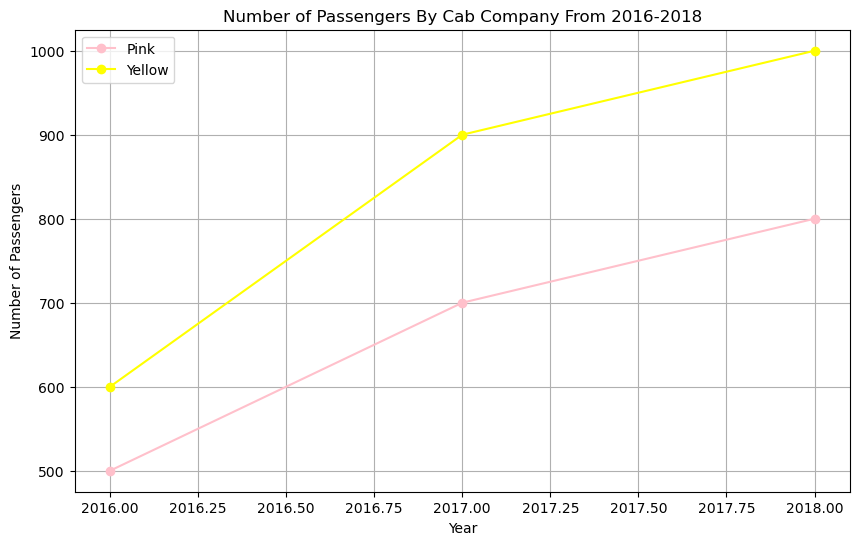 Number of Passengers By Cab Company From 2016-2018
Pink
Yellow
1000
900
800
700
600
500
Number of Passengers
2016.00 2016.25 2016.50 2016.75 2017.00 2017.25 2017.50 2017.75 2018.00
Year